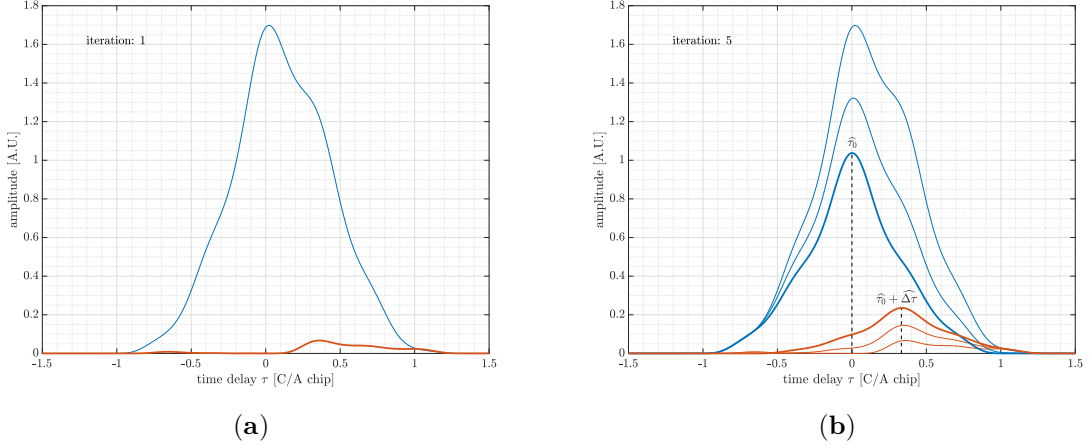 1.8
1.6
1.4
1.2
1
0.8
0.6
0.4
0.2
0
amplitude [A.U.]
iteration: 1
-1.5 -1 -0.5 0 0.5 1 1.5
time delay τ [C/A chip]
(a)
1.8
1.6
1.4
1.2
1
0.8
0.6
0.4
0.2
0
amplitude [A.U.]
iteration: 5
τ̂₀
τ̂₀ + Δ̂τ
-1.5 -1 -0.5 0 0.5 1 1.5
time delay τ [C/A chip]
(b)